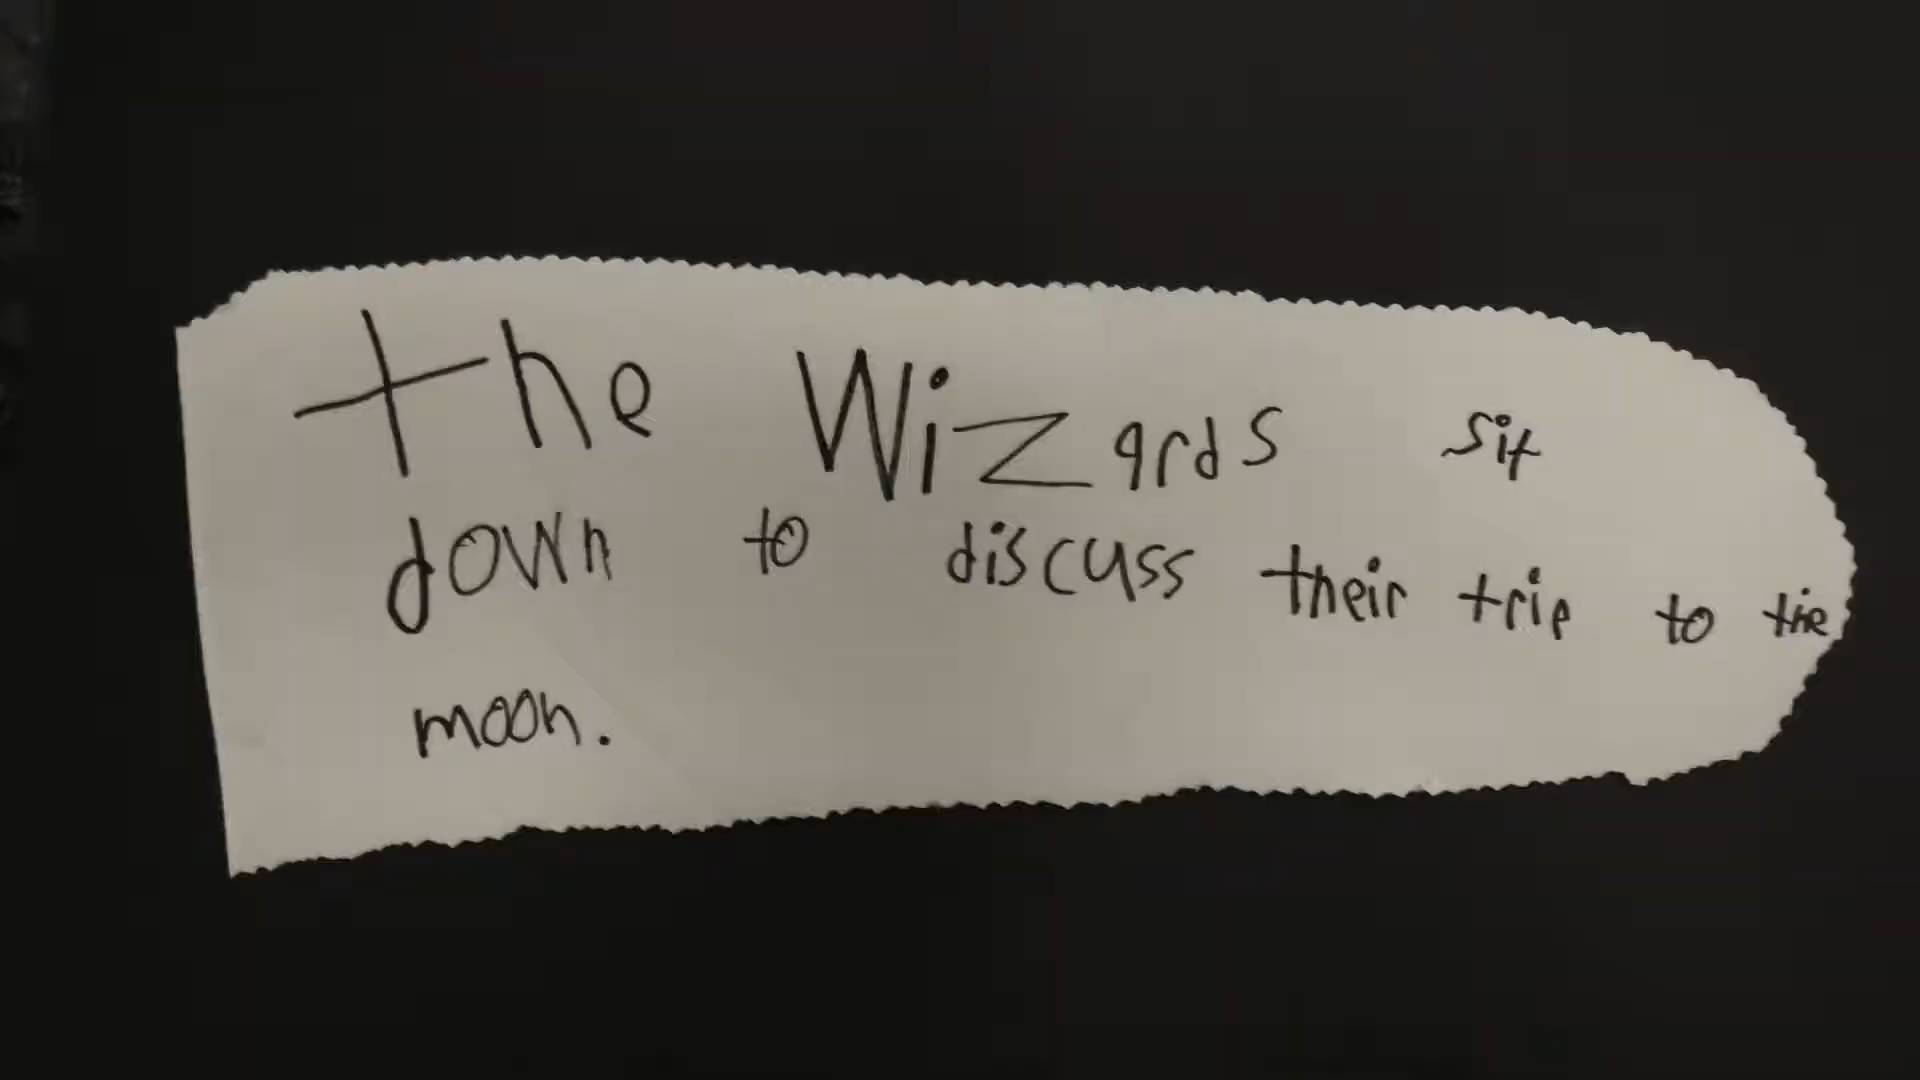 the Wizards sit
down to discuss their trip to the
moon.